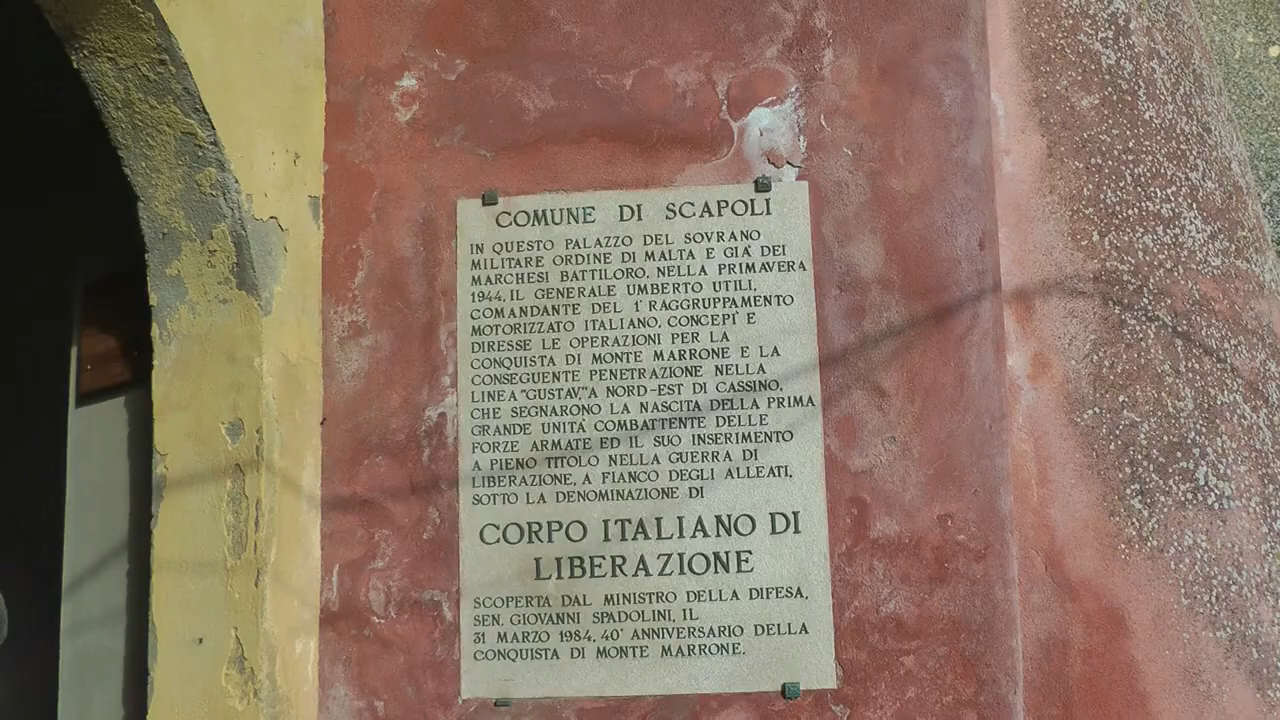 COMUNE DI SCAPOLI
IN QUESTO PALAZZO DEL SOVRANO
MILITARE ORDINE DI MALTA E GIA' DEI
MARCHESI BATTILORO, NELLA PRIMAVERA
1944, IL GENERALE UMBERTO UTILI,
COMANDANTE DEL 1° RAGGRUPPAMENTO
MOTORIZZATO ITALIANO, CONCEPÌ E
DIRESSE LE OPERAZIONI PER LA
CONQUISTA DI MONTE MARRONE E LA
CONSEGUENTE PENETRAZIONE NELLA
LINEA "GUSTAV," A NORD-EST DI CASSINO,
CHE SEGNARONO LA NASCITA DELLA PRIMA
GRANDE UNITA' COMBATTENTE DELLE
FORZE ARMATE ED IL SUO INSERIMENTO
A PIENO TITOLO NELLA GUERRA DI
LIBERAZIONE, A FIANCO DEGLI ALLEATI,
SOTTO LA DENOMINAZIONE DI
CORPO ITALIANO DI
LIBERAZIONE
SCOPERTA DAL MINISTRO DELLA DIFESA,
SEN. GIOVANNI SPADOLINI, IL
31 MARZO 1984, 40° ANNIVERSARIO DELLA
CONQUISTA DI MONTE MARRONE.